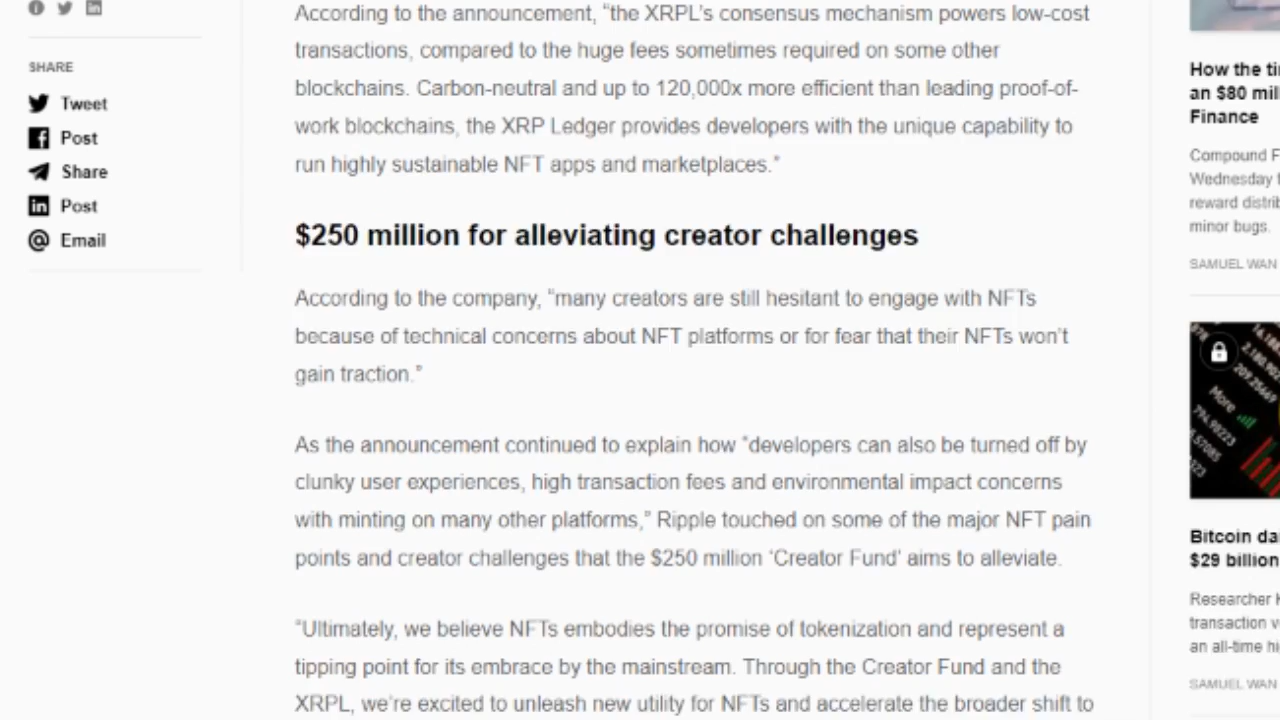 SHARE
Tweet
Post
Share
Post
Email
According to the announcement, “the XRPL’s consensus mechanism powers low-cost
transactions, compared to the huge fees sometimes required on some other
blockchains. Carbon-neutral and up to 120,000x more efficient than leading proof-of-
work blockchains, the XRP Ledger provides developers with the unique capability to
run highly sustainable NFT apps and marketplaces.”
$250 million for alleviating creator challenges
According to the company, “many creators are still hesitant to engage with NFTs
because of technical concerns about NFT platforms or for fear that their NFTs won’t
gain traction.”
As the announcement continued to explain how “developers can also be turned off by
clunky user experiences, high transaction fees and environmental impact concerns
with minting on many other platforms,” Ripple touched on some of the major NFT pain
points and creator challenges that the $250 million ‘Creator Fund’ aims to alleviate.
“Ultimately, we believe NFTs embodies the promise of tokenization and represent a
tipping point for its embrace by the mainstream. Through the Creator Fund and the
XRPL, we’re excited to unleash new utility for NFTs and accelerate the broader shift to
How the ti
an $80 mil
Finance
Compound F
Wednesday t
reward distrib
minor bugs.
SAMUEL WAN
More
Bitcoin da
$29 billion
Researcher
transaction v
an all-time hi
SAMUEL WAN